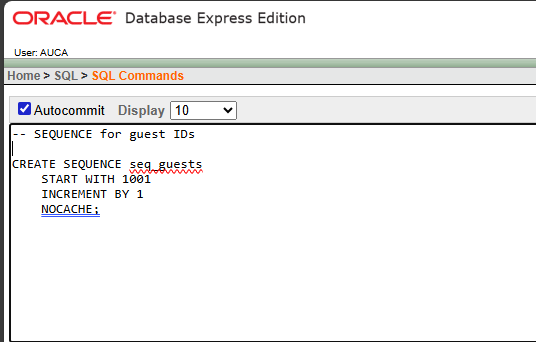 ORACLE® Database Express Edition
User: AUCA
Home > SQL > SQL Commands
Autocommit Display 10
-- SEQUENCE for guest IDs
CREATE SEQUENCE seq_guests
START WITH 1001
INCREMENT BY 1
NOCACHE;